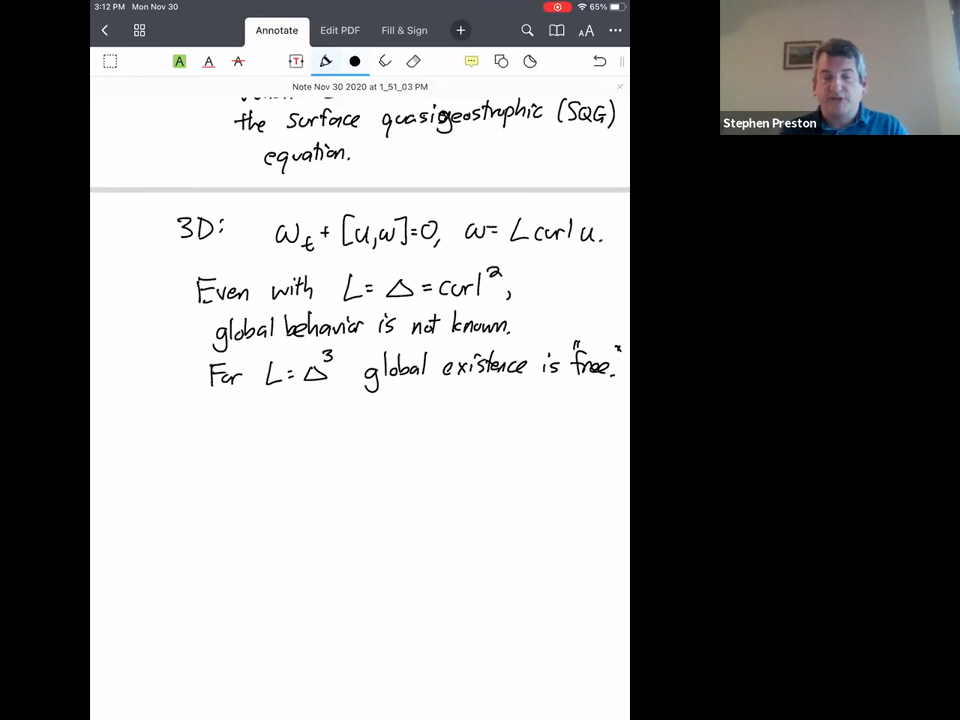 3:12 PM Mon Nov 30
65%
Annotate
Edit PDF
Fill & Sign
AA
T
A A A
Note Nov 30 2020 at 1_51_03 PM
the surface quasigeostrophic (SQG)
equation.
3D: ω_t + [u,ω]=0, ω= L curl u.
Even with L= Δ = curl²,
global behavior is not known.
For L= Δ³ global existence is "free."
Stephen Preston